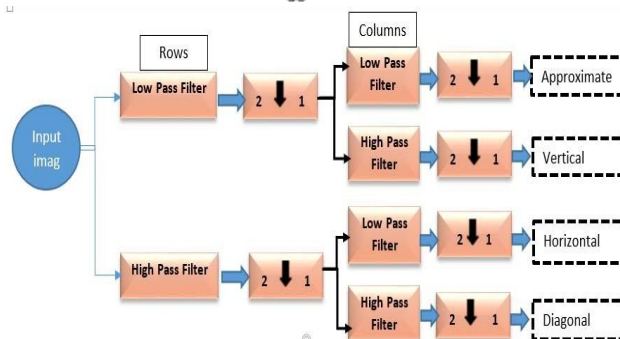 Rows
Columns
Input
imag
Low Pass Filter
2 1
Low Pass
Filter
2 1
Approximate
High Pass
Filter
2 1
Vertical
High Pass Filter
2 1
Low Pass
Filter
2 1
Horizontal
High Pass
Filter
2 1
Diagonal